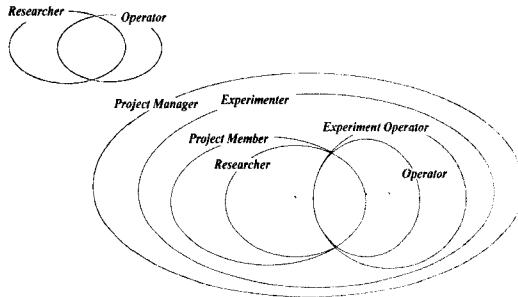 Researcher
Operator
Project Manager
Experimenter
Project Member
Experiment Operator
Researcher
Operator